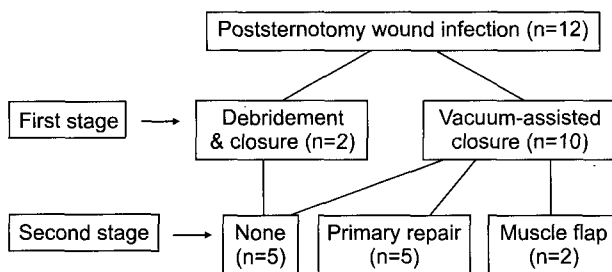 Poststernotomy wound infection (n=12)
First stage
Debridement
& closure (n=2)
Vacuum-assisted
closure (n=10)
Second stage
None
(n=5)
Primary repair
(n=5)
Muscle flap
(n=2)